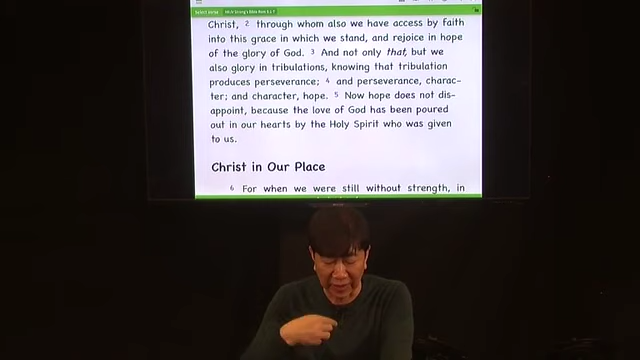 Select verse
Christ, 2 through whom also we have access by faith
into this grace in which we stand, and rejoice in hope
of the glory of God. 3 And not only that, but we
also glory in tribulations, knowing that tribulation
produces perseverance; 4 and perseverance, charac-
ter; and character, hope. 5 Now hope does not dis-
appoint, because the love of God has been poured
out in our hearts by the Holy Spirit who was given
to us.
Christ in Our Place
6 For when we were still without strength, in